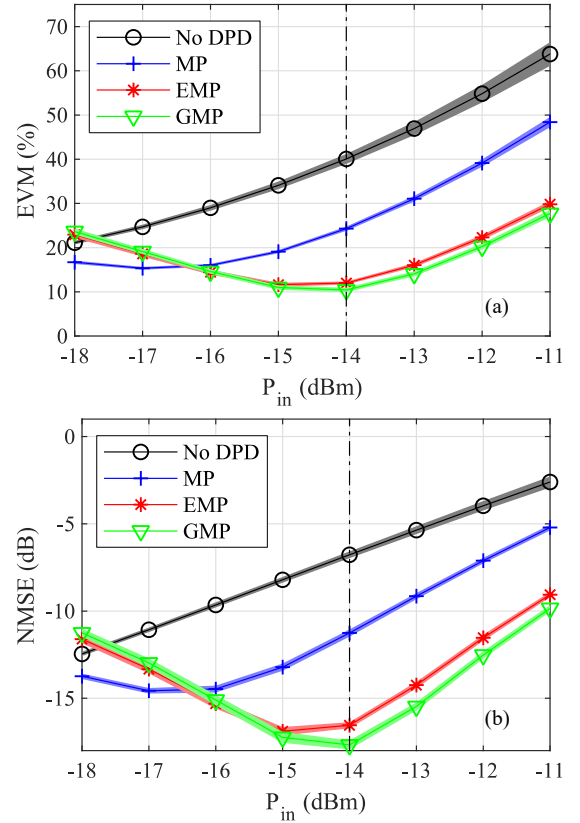 70
60
50
40
30
20
10
0
EVM (%)
No DPD
MP
EMP
GMP
(a)
-18 -17 -16 -15 -14 -13 -12 -11
P_in (dBm)
0
-5
-10
-15
NMSE (dB)
No DPD
MP
EMP
GMP
(b)
-18 -17 -16 -15 -14 -13 -12 -11
P_in (dBm)